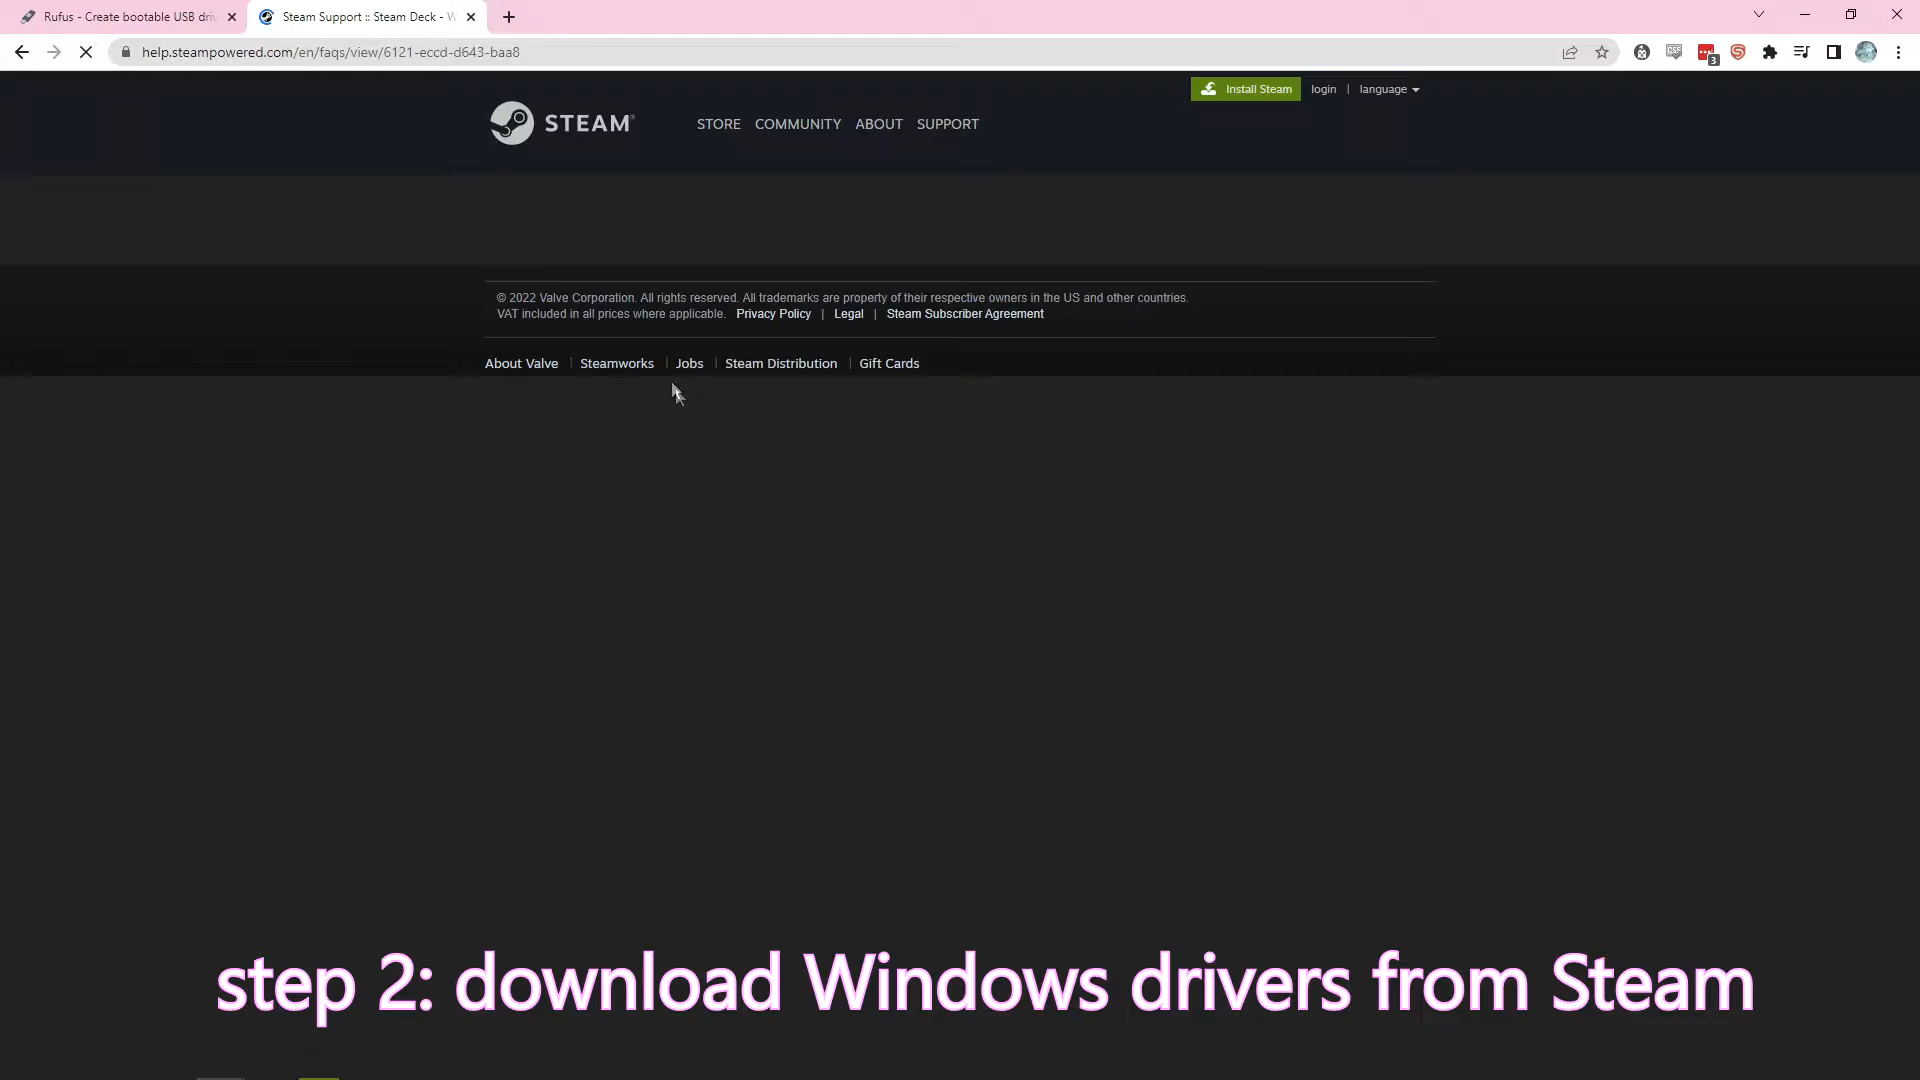 Rufus - Create bootable USB driv
Steam Support :: Steam Deck - W
help.steampowered.com/en/faqs/view/6121-eccd-d643-baa8
3
Install Steam
login | language
STEAM®
STORE COMMUNITY ABOUT SUPPORT
© 2022 Valve Corporation. All rights reserved. All trademarks are property of their respective owners in the US and other countries.
VAT included in all prices where applicable. Privacy Policy | Legal | Steam Subscriber Agreement
About Valve | Steamworks | Jobs | Steam Distribution | Gift Cards
step 2: download Windows drivers from Steam